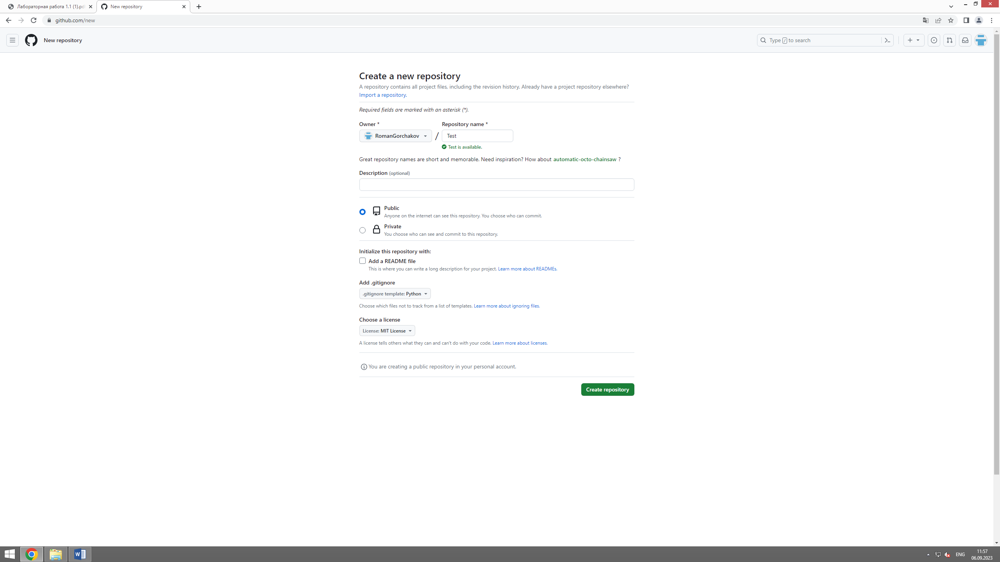 Лабораторная работа 1.1 (1).pdf
New repository
github.com/new
New repository
Type / to search
Create a new repository
A repository contains all project files, including the revision history. Already have a project repository elsewhere?
Import a repository.
Required fields are marked with an asterisk (*).
Owner * Repository name *
RomanGorchakov / Test
Test is available.
Great repository names are short and memorable. Need inspiration? How about automatic-octo-chainsaw ?
Description (optional)
Public
Anyone on the internet can see this repository. You choose who can commit.
Private
You choose who can see and commit to this repository.
Initialize this repository with:
Add a README file
This is where you can write a long description for your project. Learn more about READMEs.
Add .gitignore
.gitignore template: Python
Choose which files not to track from a list of templates. Learn more about ignoring files.
Choose a license
License: MIT License
A license tells others what they can and can't do with your code. Learn more about licenses.
You are creating a public repository in your personal account.
Create repository
W
ENG
11:57
06.09.2023